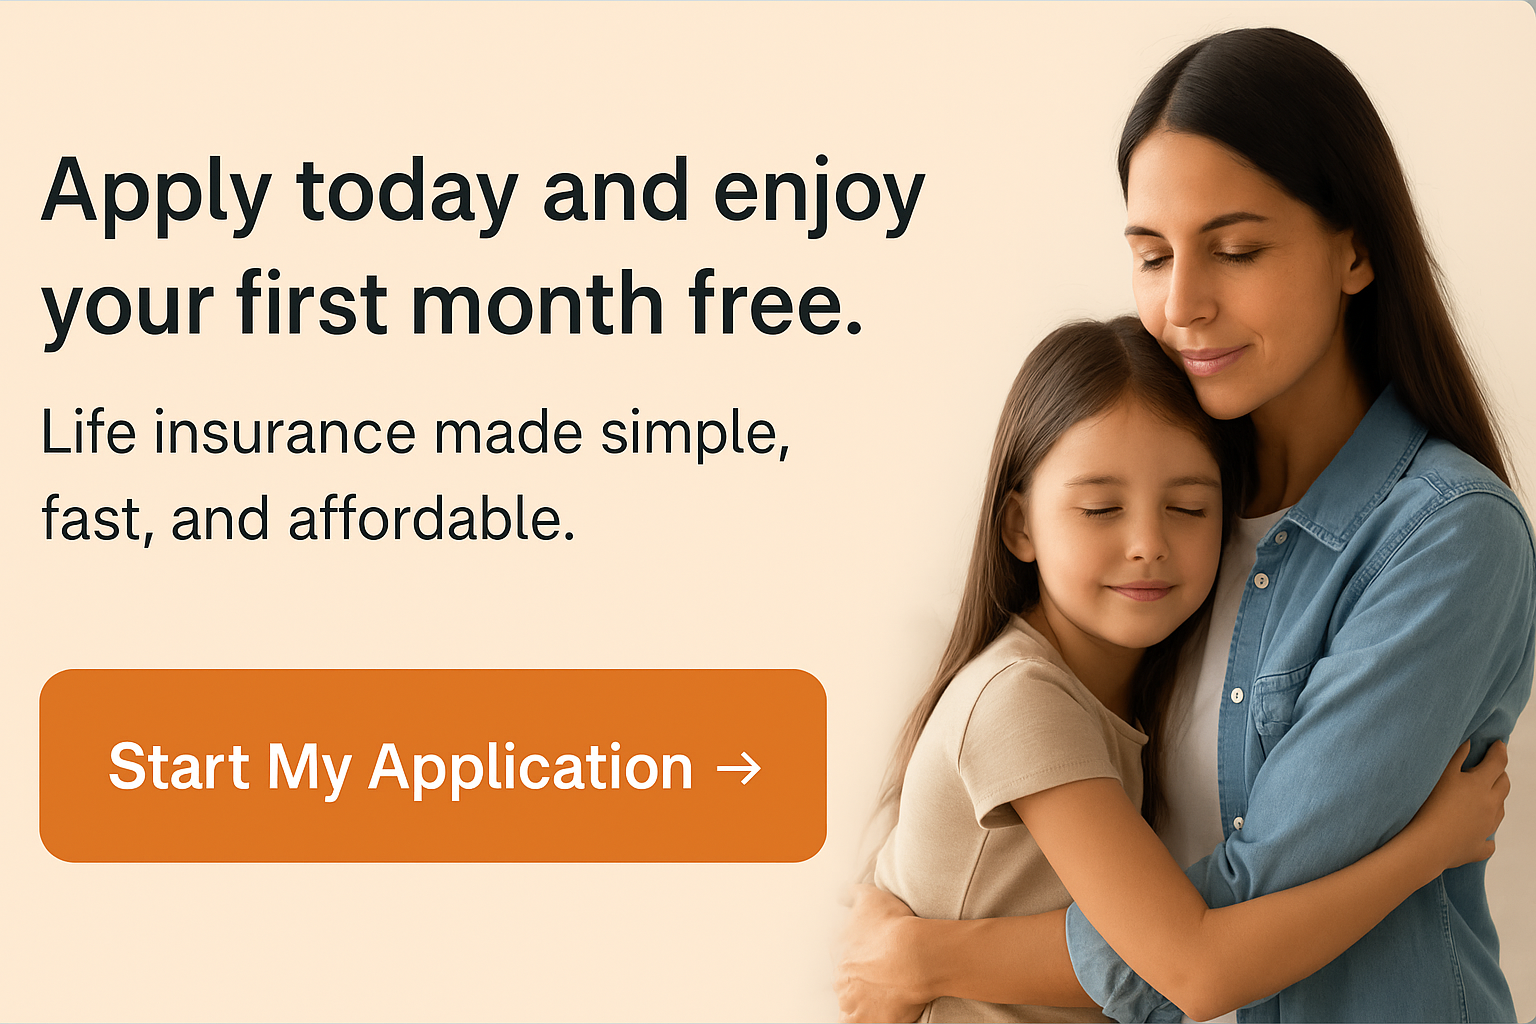 Apply today and enjoy
your first month free.
Life insurance made simple,
fast, and affordable.
Start My Application →